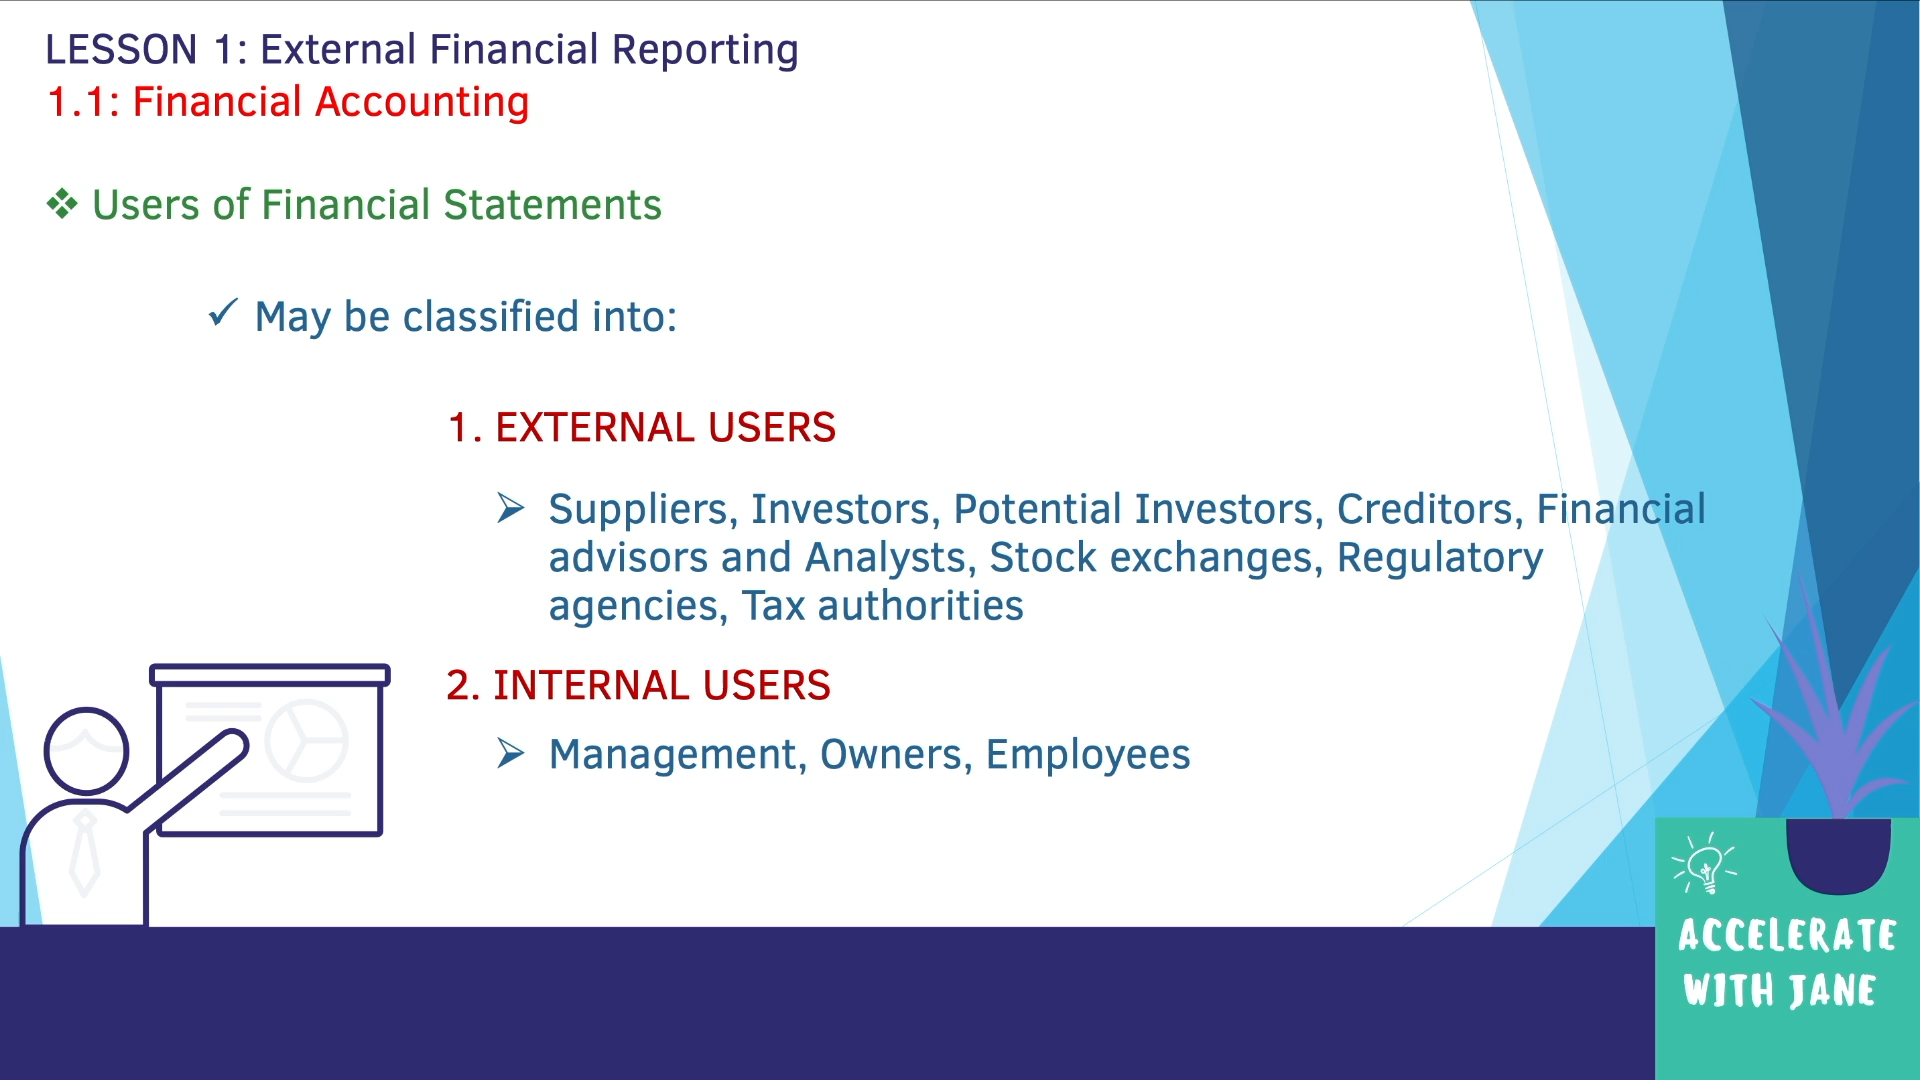 LESSON 1: External Financial Reporting
1.1: Financial Accounting
❖ Users of Financial Statements
✓ May be classified into:
1. EXTERNAL USERS
➢ Suppliers, Investors, Potential Investors, Creditors, Financial
advisors and Analysts, Stock exchanges, Regulatory
agencies, Tax authorities
2. INTERNAL USERS
➢ Management, Owners, Employees
ACCELERATE
WITH JANE